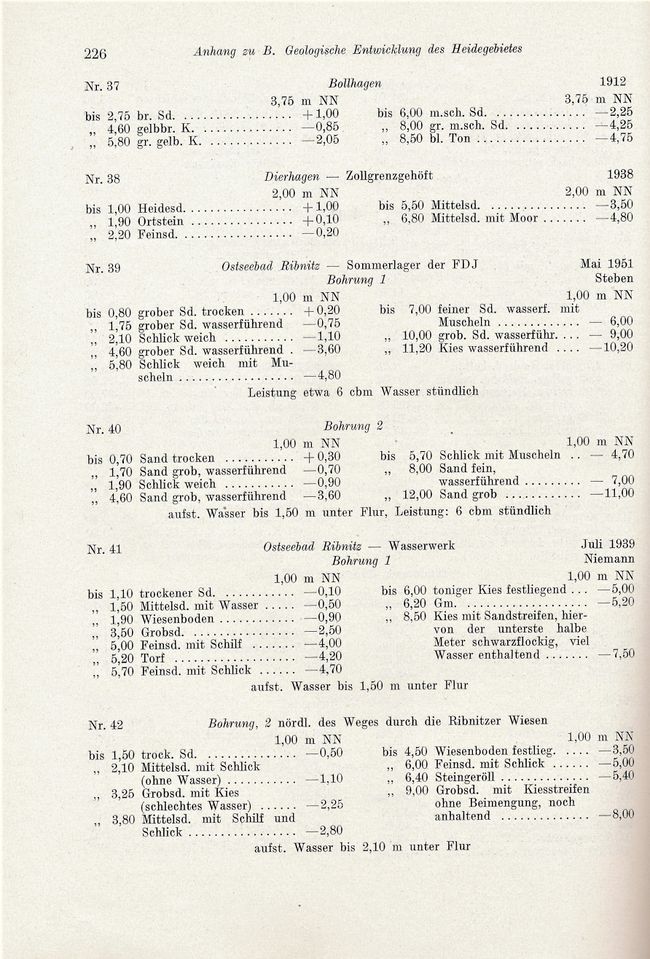 226
Anhang zu B. Geologische Entwicklung des Heidegebietes
Nr. 37 Bollhagen 1912
3,75 m NN
bis 2,75 br. Sd. ................ +1,00
„ 4,60 gelbbr. K. ............. —0,85
„ 5,80 gr. gelb. K. ............ —2,05
3,75 m NN
bis 6,00 m.sch. Sd. .............. —2,25
„ 8,00 gr. m.sch. Sd. ........... —4,25
„ 8,50 bl. Ton ................ —4,75
Nr. 38 Dierhagen — Zollgrenzgehöft 1938
2,00 m NN
bis 1,00 Heidesd. ............... +1,00
„ 1,90 Ortstein ............... +0,10
„ 2,20 Feinsd. ................ —0,20
2,00 m NN
bis 5,50 Mittelsd. ............... —3,50
„ 6,80 Mittelsd. mit Moor ....... —4,80
Nr. 39 Ostseebad Ribnitz — Sommerlager der FDJ Mai 1951
Bohrung 1 Steben
1,00 m NN
bis 0,80 grober Sd. trocken ....... +0,20
„ 1,75 grober Sd. wasserführend —0,75
„ 2,10 Schlick weich ........... —1,10
„ 4,60 grober Sd. wasserführend . —3,60
„ 5,80 Schlick weich mit Mu-
scheln ................. —4,80
1,00 m NN
bis 7,00 feiner Sd. wasserf. mit
Muscheln ............ — 6,00
„ 10,00 grob. Sd. wasserführ. ... — 9,00
„ 11,20 Kies wasserführend .... —10,20
Leistung etwa 6 cbm Wasser stündlich
Nr. 40 Bohrung 2
1,00 m NN
bis 0,70 Sand trocken .......... +0,30
„ 1,70 Sand grob, wasserführend —0,70
„ 1,90 Schlick weich ........... —0,90
„ 4,60 Sand grob, wasserführend —3,60
1,00 m NN
bis 5,70 Schlick mit Muscheln .. — 4,70
„ 8,00 Sand fein,
wasserführend ......... — 7,00
„ 12,00 Sand grob ........... —11,00
aufst. Wasser bis 1,50 m unter Flur, Leistung: 6 cbm stündlich
Nr. 41 Ostseebad Ribnitz — Wasserwerk Juli 1939
Bohrung 1 Niemann
1,00 m NN
bis 1,10 trockener Sd. .......... —0,10
„ 1,50 Mittelsd. mit Wasser ..... —0,50
„ 1,90 Wiesenboden ........... —0,90
„ 3,50 Grobsd. ............... —2,50
„ 5,00 Feinsd. mit Schilf ....... —4,00
„ 5,20 Torf .................. —4,20
„ 5,70 Feinsd. mit Schlick ...... —4,70
1,00 m NN
bis 6,00 toniger Kies festliegend ... —5,00
„ 6,20 Gm. .................. —5,20
„ 8,50 Kies mit Sandstreifen, hier-
von der unterste halbe
Meter schwarzflockig, viel
Wasser enthaltend ....... —7,50
aufst. Wasser bis 1,50 m unter Flur
Nr. 42 Bohrung, 2 nördl. des Weges durch die Ribnitzer Wiesen
1,00 m NN
bis 1,50 trock. Sd. ............. —0,50
„ 2,10 Mittelsd. mit Schlick
(ohne Wasser) .......... —1,10
„ 3,25 Grobsd. mit Kies
(schlechtes Wasser) ...... —2,25
„ 3,80 Mittelsd. mit Schilf und
Schlick ................ —2,80
1,00 m NN
bis 4,50 Wiesenboden festlieg. .... —3,50
„ 6,00 Feinsd. mit Schlick ...... —5,00
„ 6,40 Steingeröll ............. —5,40
„ 9,00 Grobsd. mit Kiesstreifen
ohne Beimengung, noch
anhaltend ............. —8,00
aufst. Wasser bis 2,10 m unter Flur